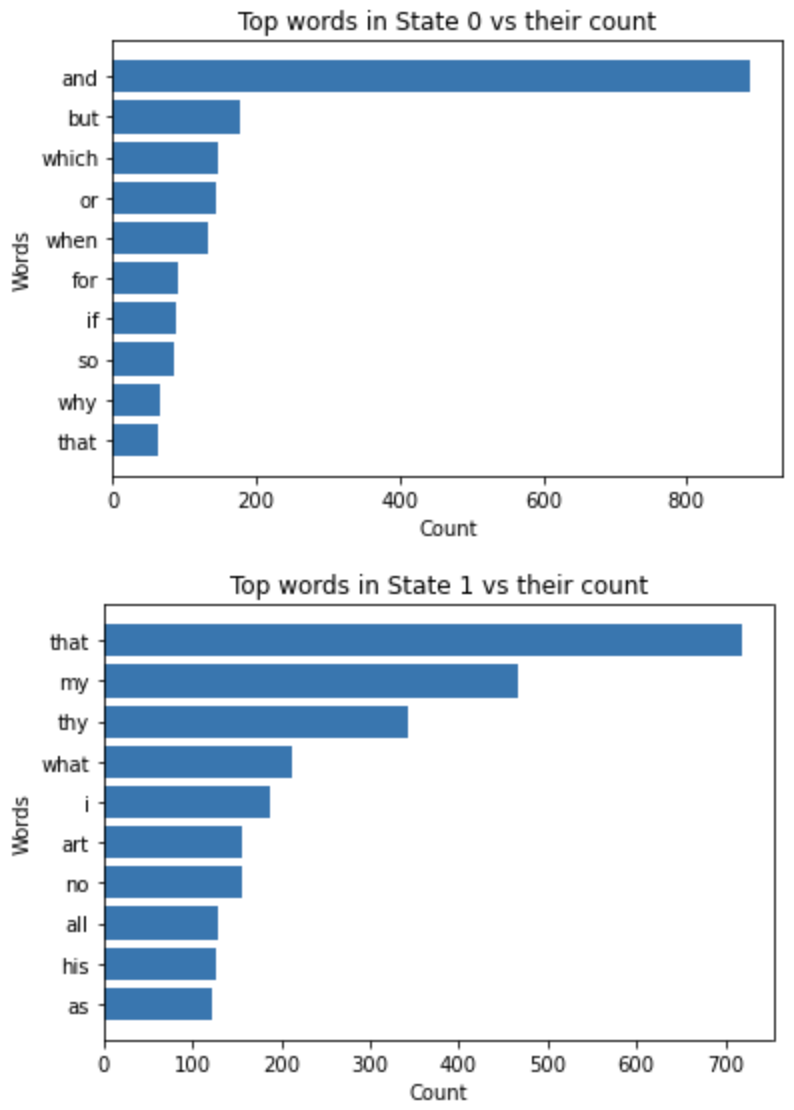 Top words in State 0 vs their count
and
but
which
or
when
for
if
so
why
that
Words
0 200 400 600 800
Count
Top words in State 1 vs their count
that
my
thy
what
i
art
no
all
his
as
Words
0 100 200 300 400 500 600 700
Count